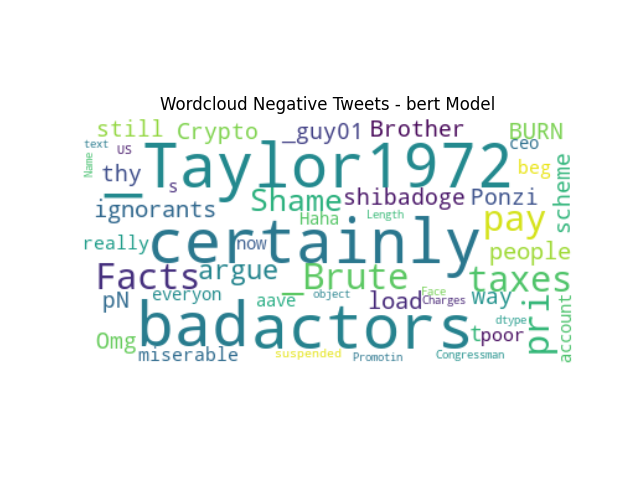 Wordcloud Negative Tweets - bert Model
still Crypto _guy01 Brother BURN
text us ceo
Name thy _Taylor1972 beg scheme
s Shame shibadoge Ponzi
ignorants Haha Length pay
really certainly now people
Facts argue _Brute taxes
pN everyon aave object load Face Charges way pri account
Omg bad actors t poor dtype
miserable suspended Promotin Congressman